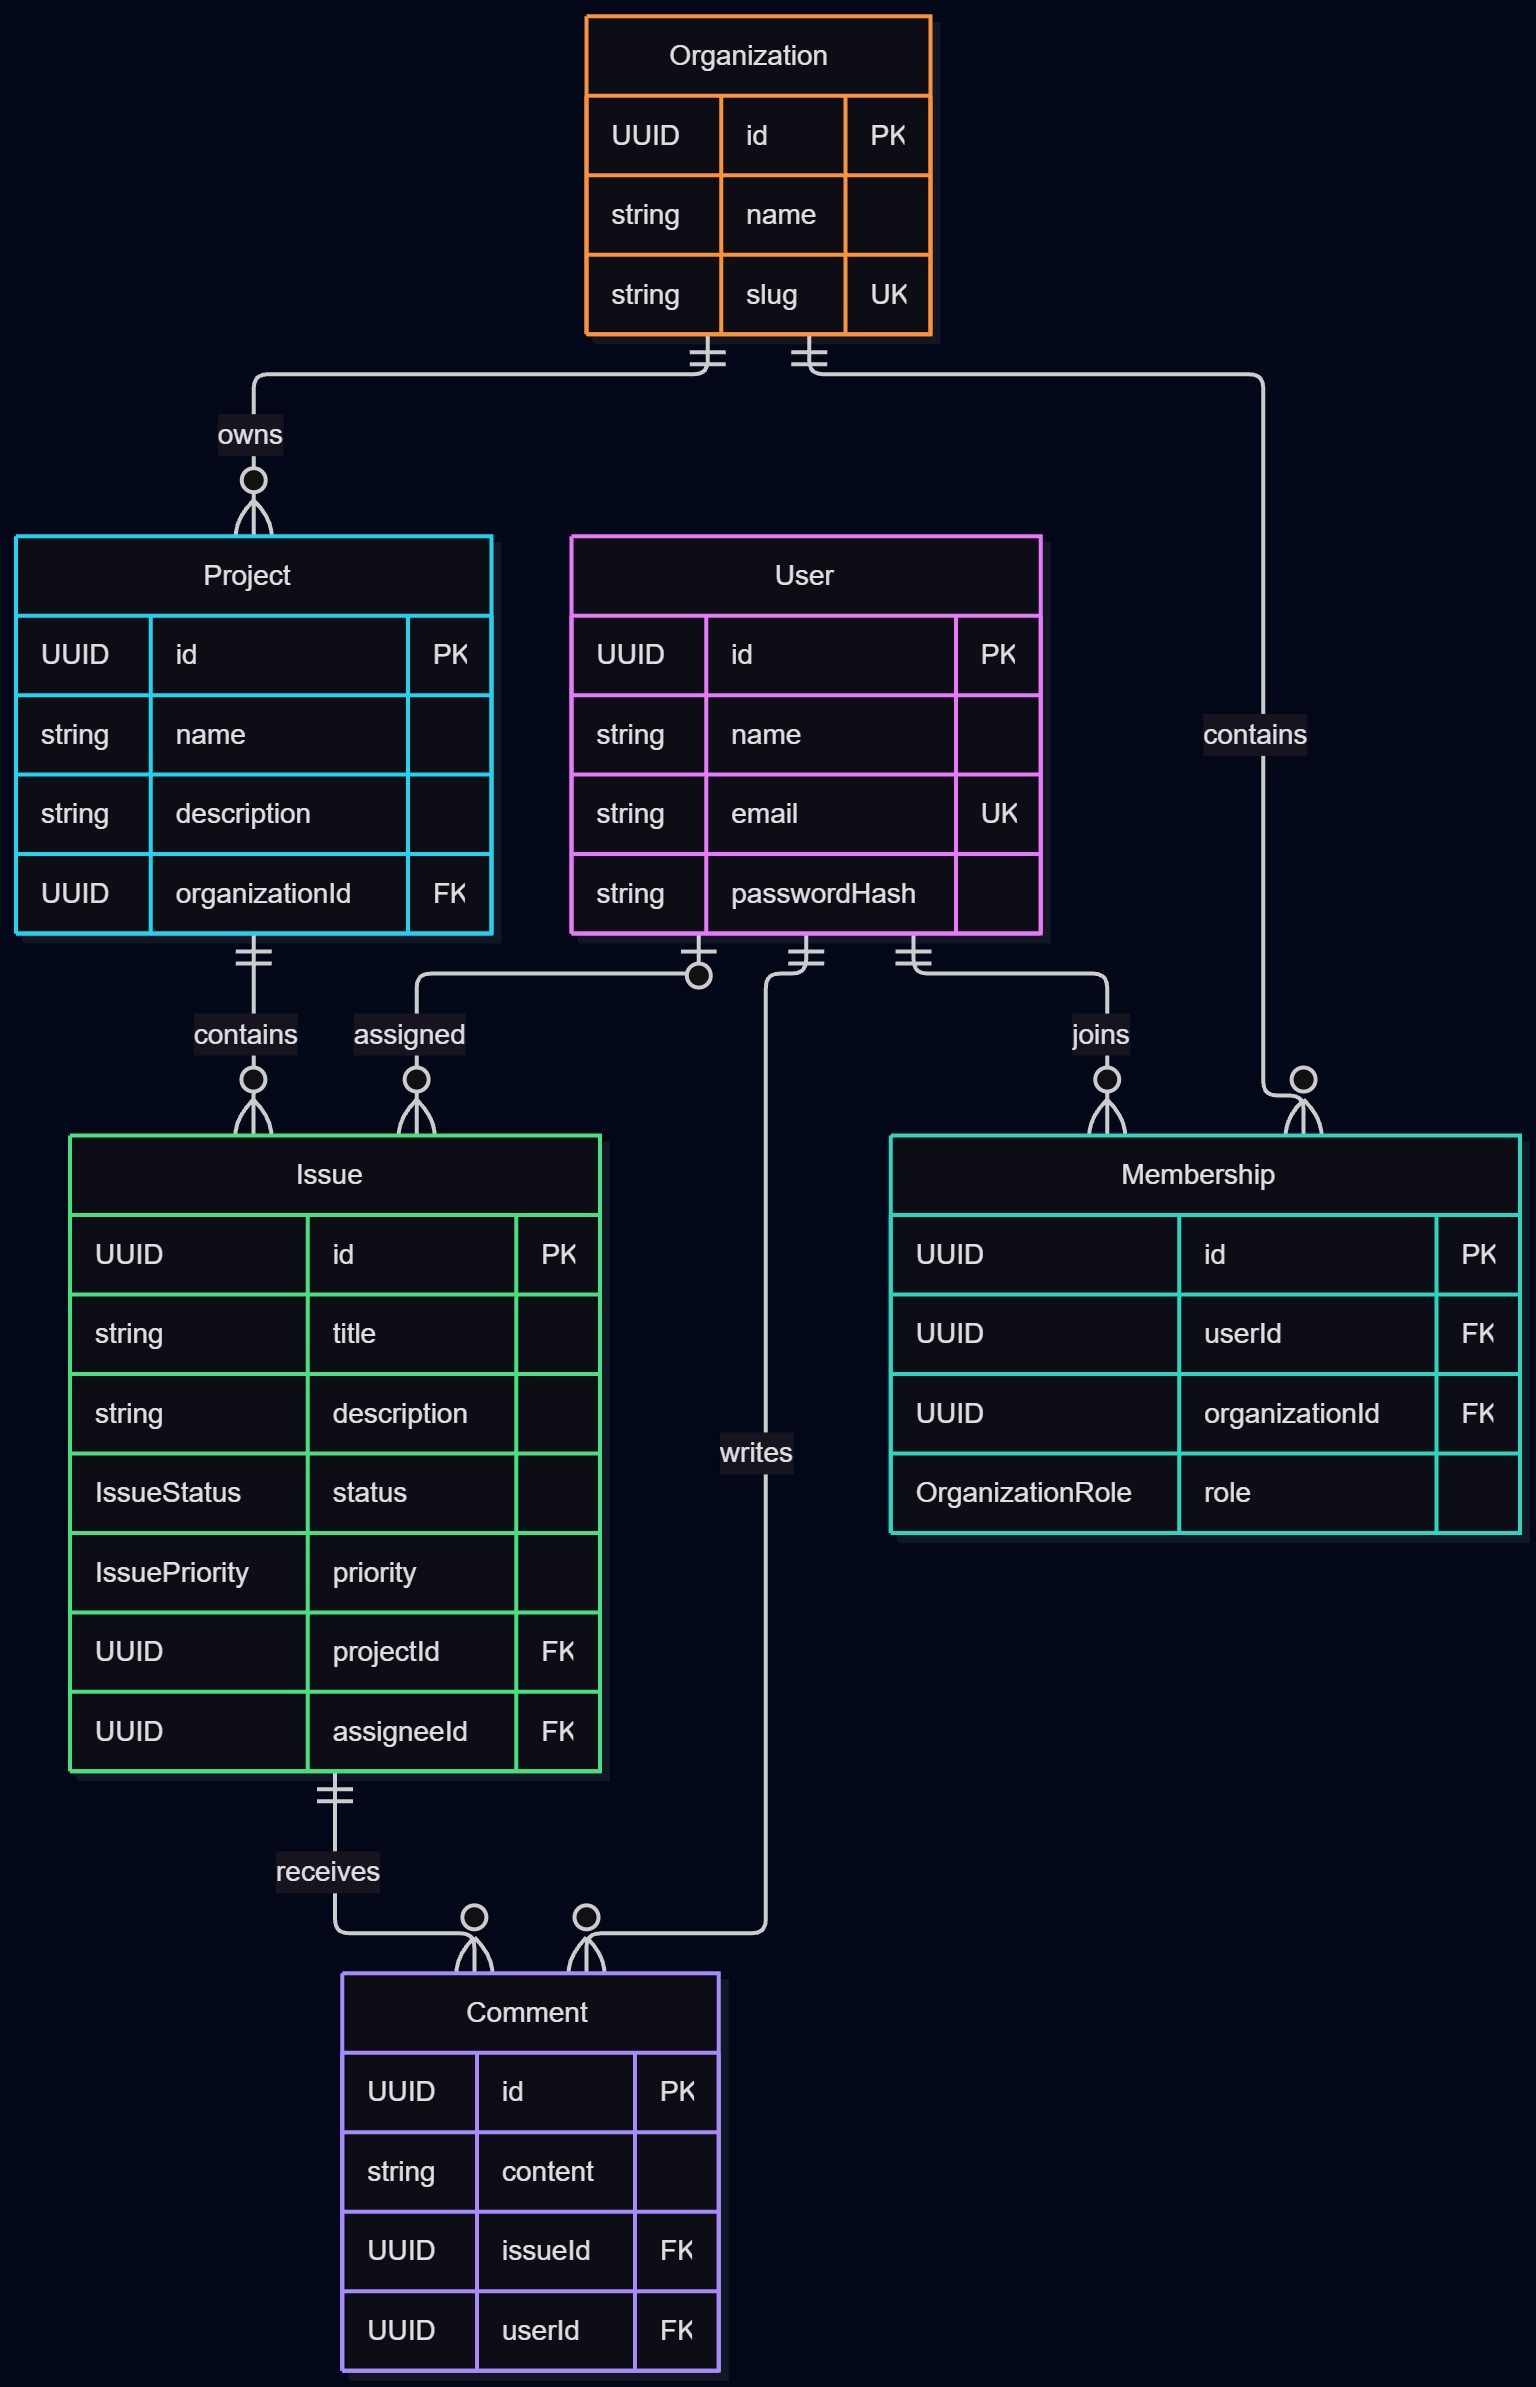 Organization
UUID id PK
string name
string slug UK
owns
Project
UUID id PK
string name
string description
UUID organizationId FK
User
UUID id PK
string name
string email UK
string passwordHash
contains
contains
assigned
joins
Issue
UUID id PK
string title
string description
IssueStatus status
IssuePriority priority
UUID projectId FK
UUID assigneeId FK
Membership
UUID id PK
UUID userId FK
UUID organizationId FK
OrganizationRole role
writes
receives
Comment
UUID id PK
string content
UUID issueId FK
UUID userId FK